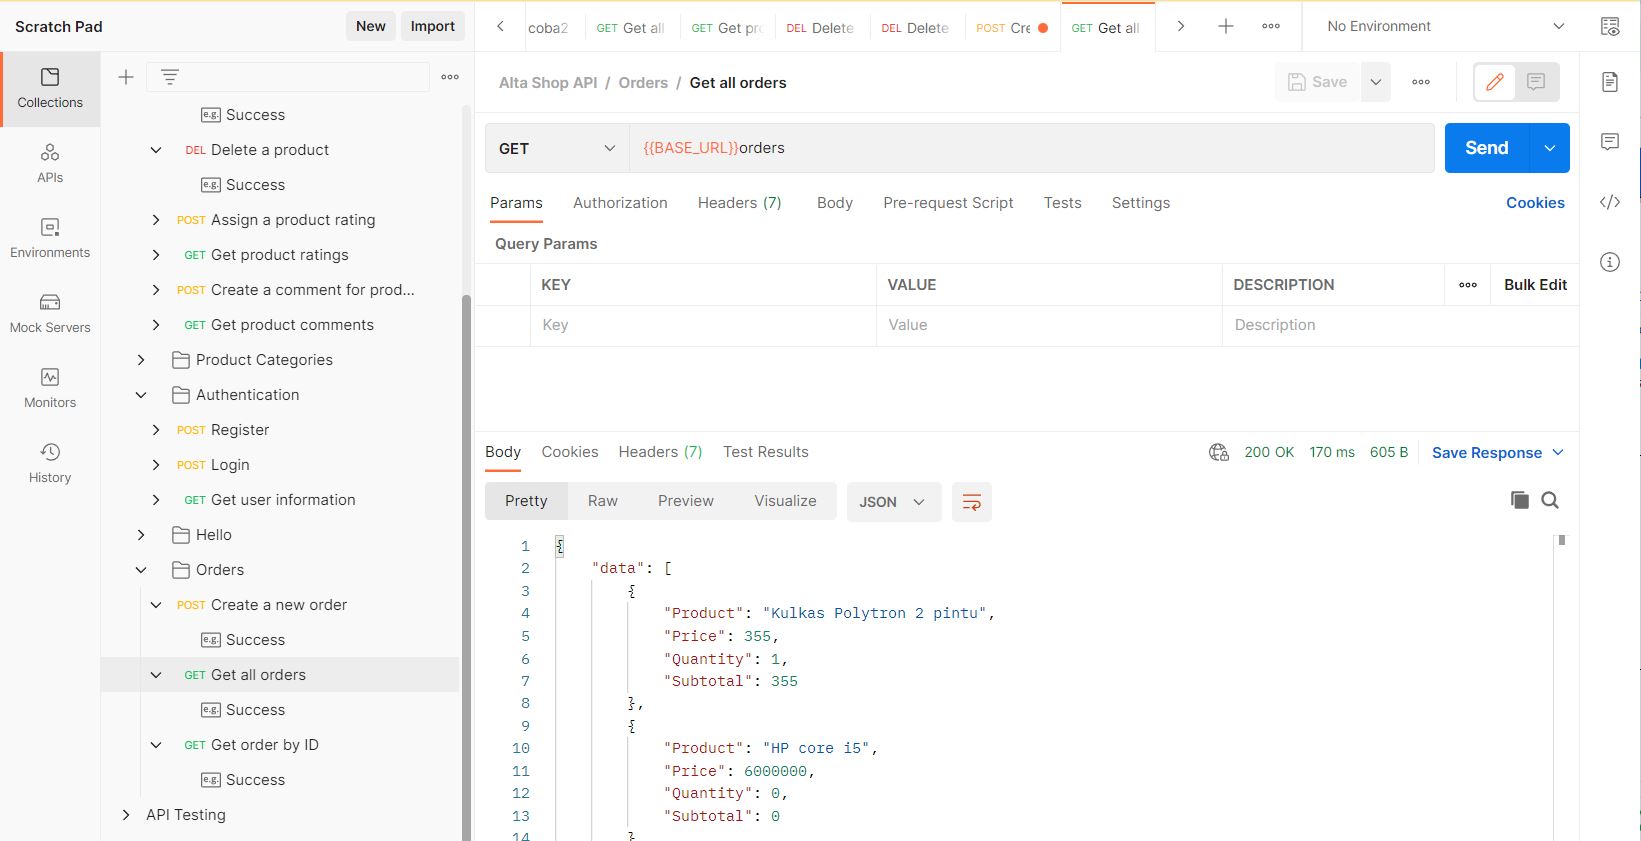 Scratch Pad
New
Import
coba2
GET Get all
GET Get pro
DEL Delete
DEL Delete
POST Cre
GET Get all
No Environment
Collections
APIs
Environments
Mock Servers
Monitors
History
e.g. Success
DEL Delete a product
e.g. Success
POST Assign a product rating
GET Get product ratings
POST Create a comment for prod...
GET Get product comments
Product Categories
Authentication
POST Register
POST Login
GET Get user information
Hello
Orders
POST Create a new order
e.g. Success
GET Get all orders
e.g. Success
GET Get order by ID
e.g. Success
API Testing
Alta Shop API / Orders / Get all orders
Save
GET
{{BASE_URL}}orders
Send
Params Authorization Headers (7) Body Pre-request Script Tests Settings
Cookies
Query Params
KEY VALUE DESCRIPTION
Bulk Edit
Key Value Description
Body Cookies Headers (7) Test Results
200 OK 170 ms 605 B Save Response
Pretty Raw Preview Visualize JSON
1 {
2 "data": [
3 {
4 "Product": "Kulkas Polytron 2 pintu",
5 "Price": 355,
6 "Quantity": 1,
7 "Subtotal": 355
8 },
9 {
10 "Product": "HP core i5",
11 "Price": 6000000,
12 "Quantity": 0,
13 "Subtotal": 0
14 }